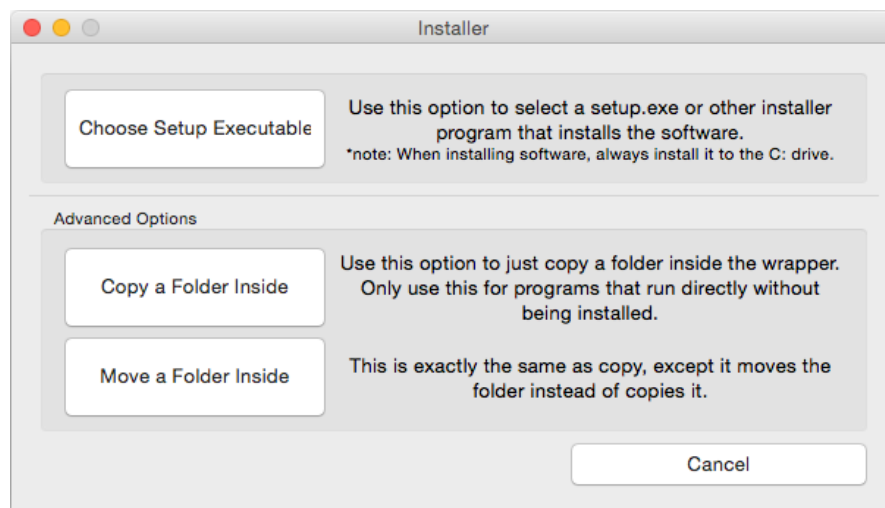 Installer
Choose Setup Executable
Use this option to select a setup.exe or other installer
program that installs the software.
*note: When installing software, always install it to the C: drive.
Advanced Options
Copy a Folder Inside
Use this option to just copy a folder inside the wrapper.
Only use this for programs that run directly without
being installed.
Move a Folder Inside
This is exactly the same as copy, except it moves the
folder instead of copies it.
Cancel